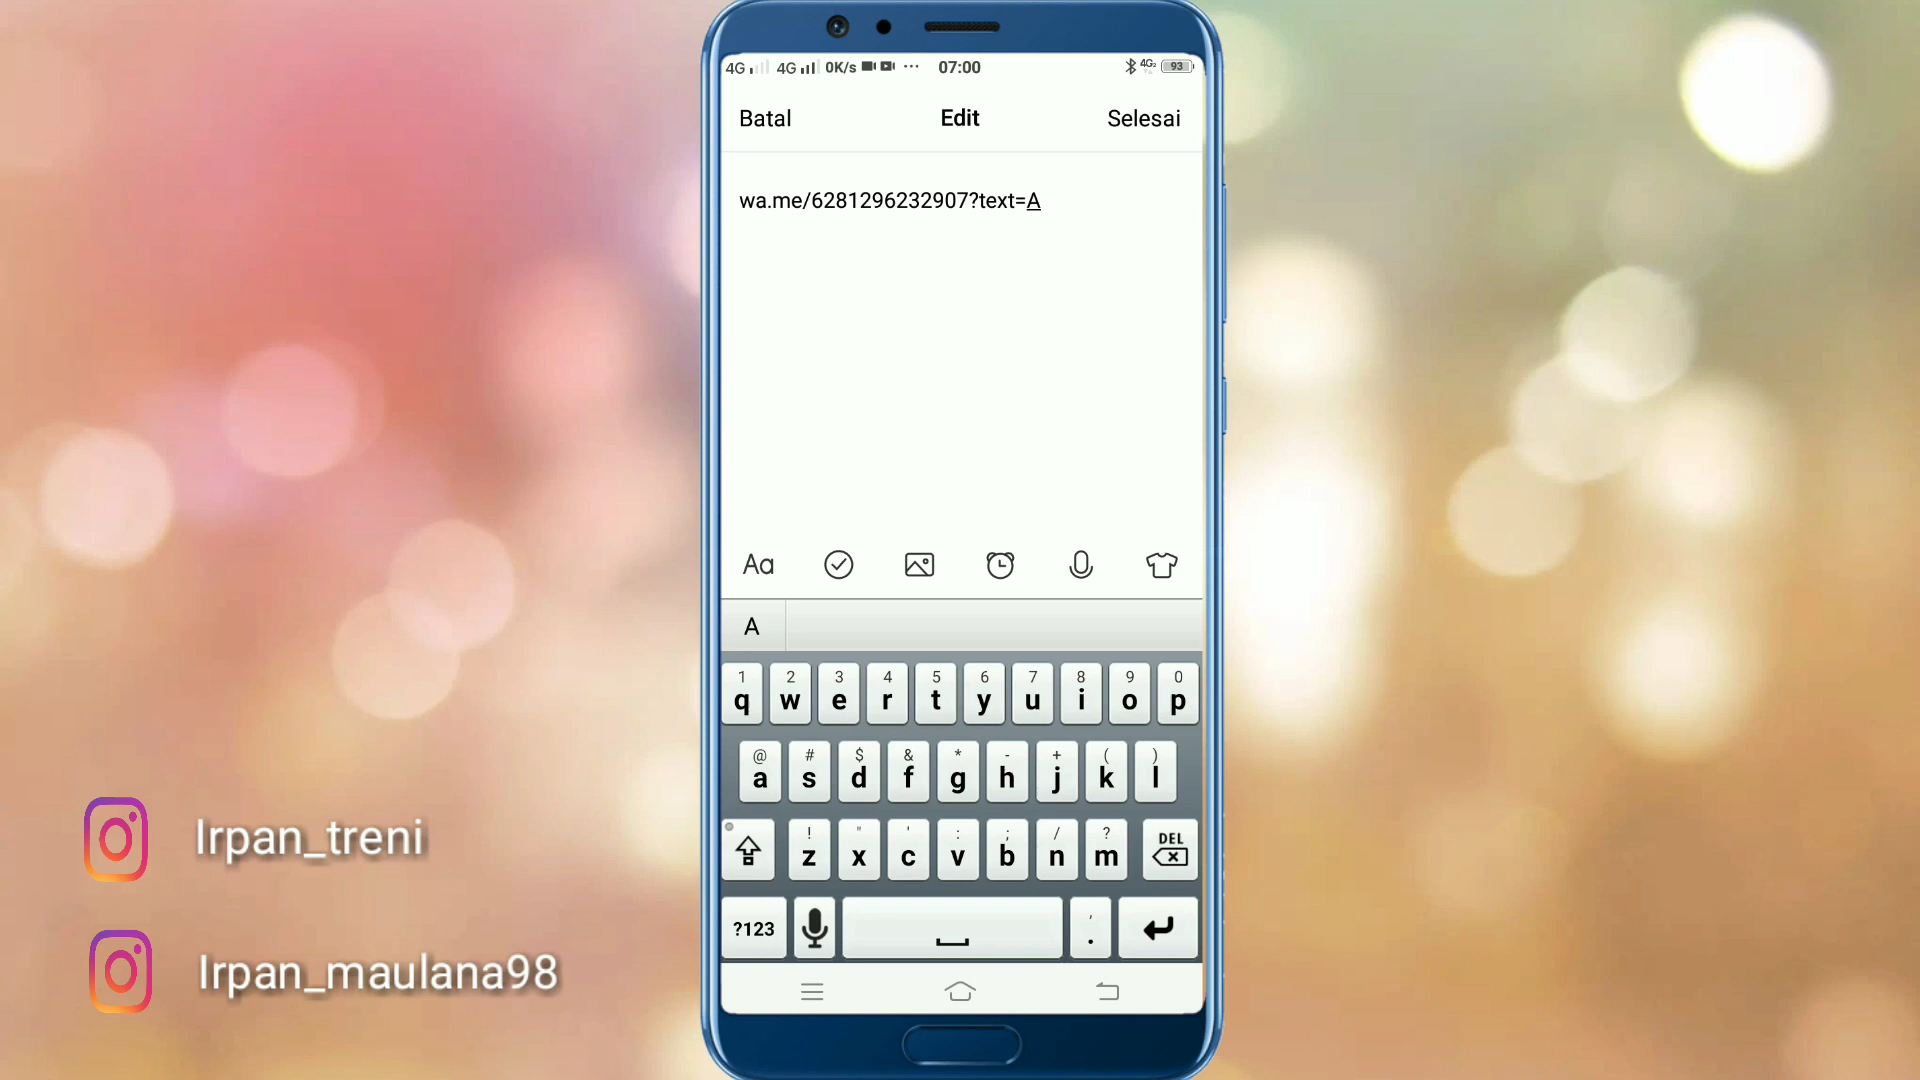 4G 4G 0K/s ··· 07:00 4G 93
Batal Edit Selesai
wa.me/6281296232907?text=A
Aa
A
1 2 3 4 5 6 7 8 9 0
q w e r t y u i o p
@ # $ & * - + ( )
a s d f g h j k l
! " ' : ; / ? DEL
z x c v b n m
?123 , .
Irpan_treni
Irpan_maulana98